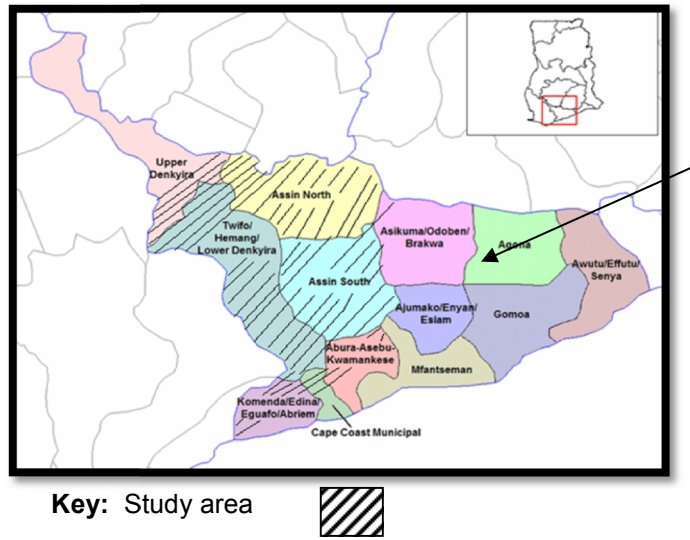 Upper
Denkyira
Assin North
Twifo/
Hemang/
Lower Denkyira
Asikuma/Odoben/
Brakwa
Agona
Awutu/Effutu/
Senya
Assin South
Ajumako/Enyan/
Esiam
Gomoa
Abura-Asebu-
Kwamankese
Mfantseman
Komenda/Edina/
Eguafo/Abriem
Cape Coast Municipal
Key: Study area